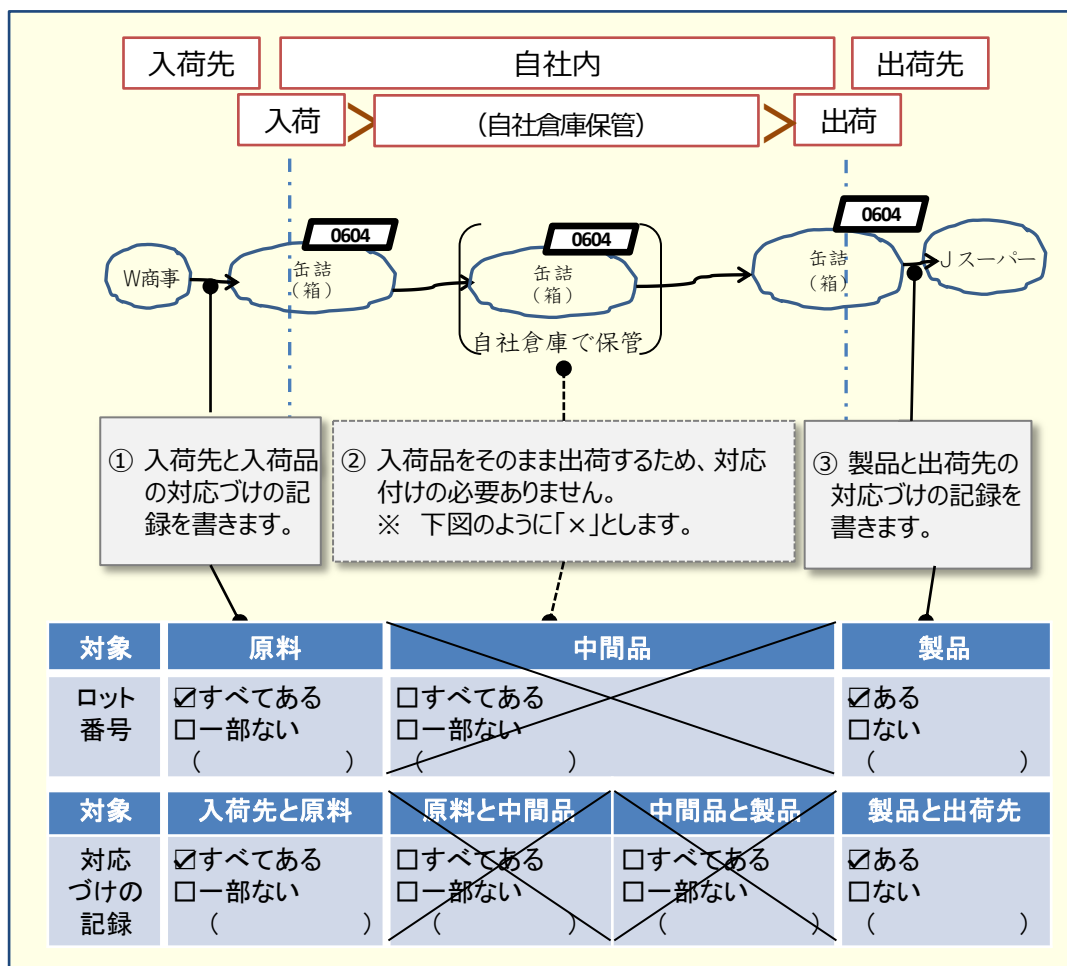 入荷先
自社内
出荷先
入荷
(自社倉庫保管)
出荷
0604
0604
0604
W商事
缶詰
(箱)
缶詰
(箱)
缶詰
(箱)
Jスーパー
自社倉庫で保管
① 入荷先と入荷品
の対応づけの記
録を書きます。
② 入荷品をそのまま出荷するため、対応
付けの必要ありません。
※ 下図のように「×」とします。
③ 製品と出荷先の
対応づけの記録を
書きます。
対象 原料 中間品 製品
ロット
番号
☑すべてある
□一部ない
( )
□すべてある
□一部ない
( )
☑ある
□ない
( )
対象 入荷先と原料 原料と中間品 中間品と製品 製品と出荷先
対応
づけの
記録
☑すべてある
□一部ない
( )
□すべてある
□一部ない
( )
□すべてある
□一部ない
( )
☑ある
□ない
( )